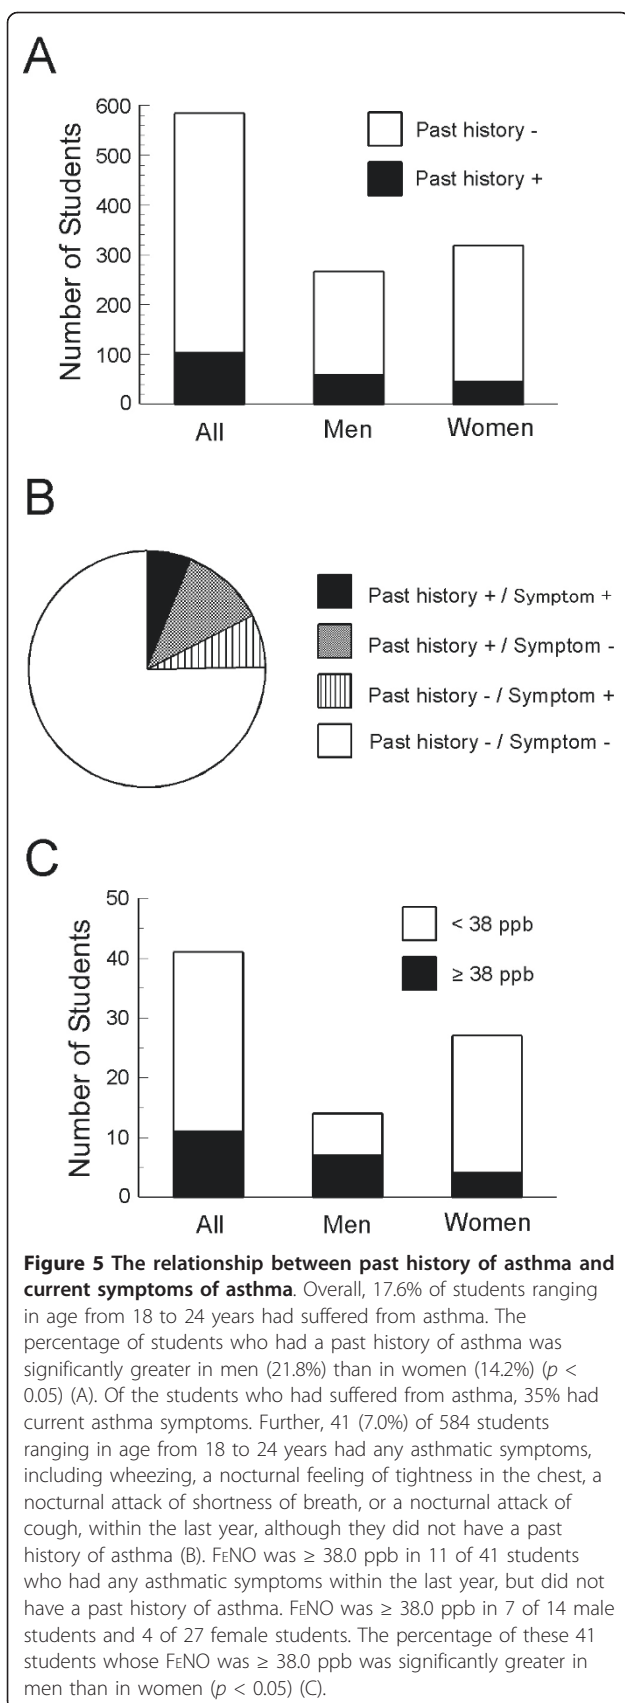 A
600
500
400
300
200
100
0
Number of Students
Past history -
Past history +
All
Men
Women
B
Past history + / Symptom +
Past history + / Symptom -
Past history - / Symptom +
Past history - / Symptom -
C
50
40
30
20
10
0
Number of Students
< 38 ppb
≥ 38 ppb
All
Men
Women
Figure 5 The relationship between past history of asthma and
current symptoms of asthma. Overall, 17.6% of students ranging
in age from 18 to 24 years had suffered from asthma. The
percentage of students who had a past history of asthma was
significantly greater in men (21.8%) than in women (14.2%) (p <
0.05) (A). Of the students who had suffered from asthma, 35% had
current asthma symptoms. Further, 41 (7.0%) of 584 students
ranging in age from 18 to 24 years had any asthmatic symptoms,
including wheezing, a nocturnal feeling of tightness in the chest, a
nocturnal attack of shortness of breath, or a nocturnal attack of
cough, within the last year, although they did not have a past
history of asthma (B). FENO was ≥ 38.0 ppb in 11 of 41 students
who had any asthmatic symptoms within the last year, but did not
have a past history of asthma. FENO was ≥ 38.0 ppb in 7 of 14 male
students and 4 of 27 female students. The percentage of these 41
students whose FENO was ≥ 38.0 ppb was significantly greater in
men than in women (p < 0.05) (C).